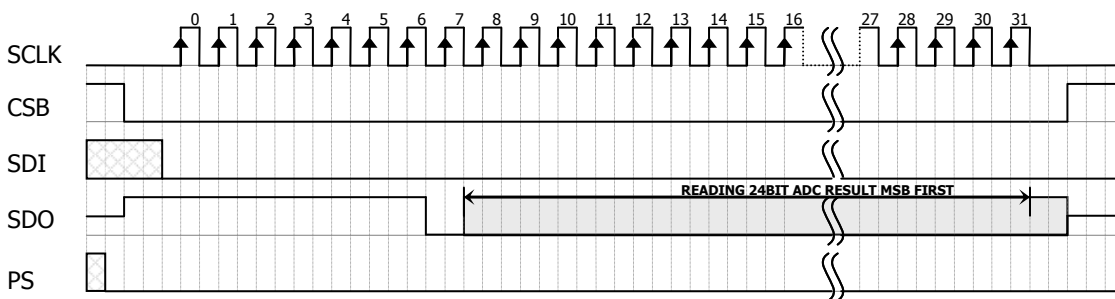 0 1 2 3 4 5 6 7 8 9 10 11 12 13 14 15 16 27 28 29 30 31
SCLK
CSB
SDI
READING 24BIT ADC RESULT MSB FIRST
SDO
PS